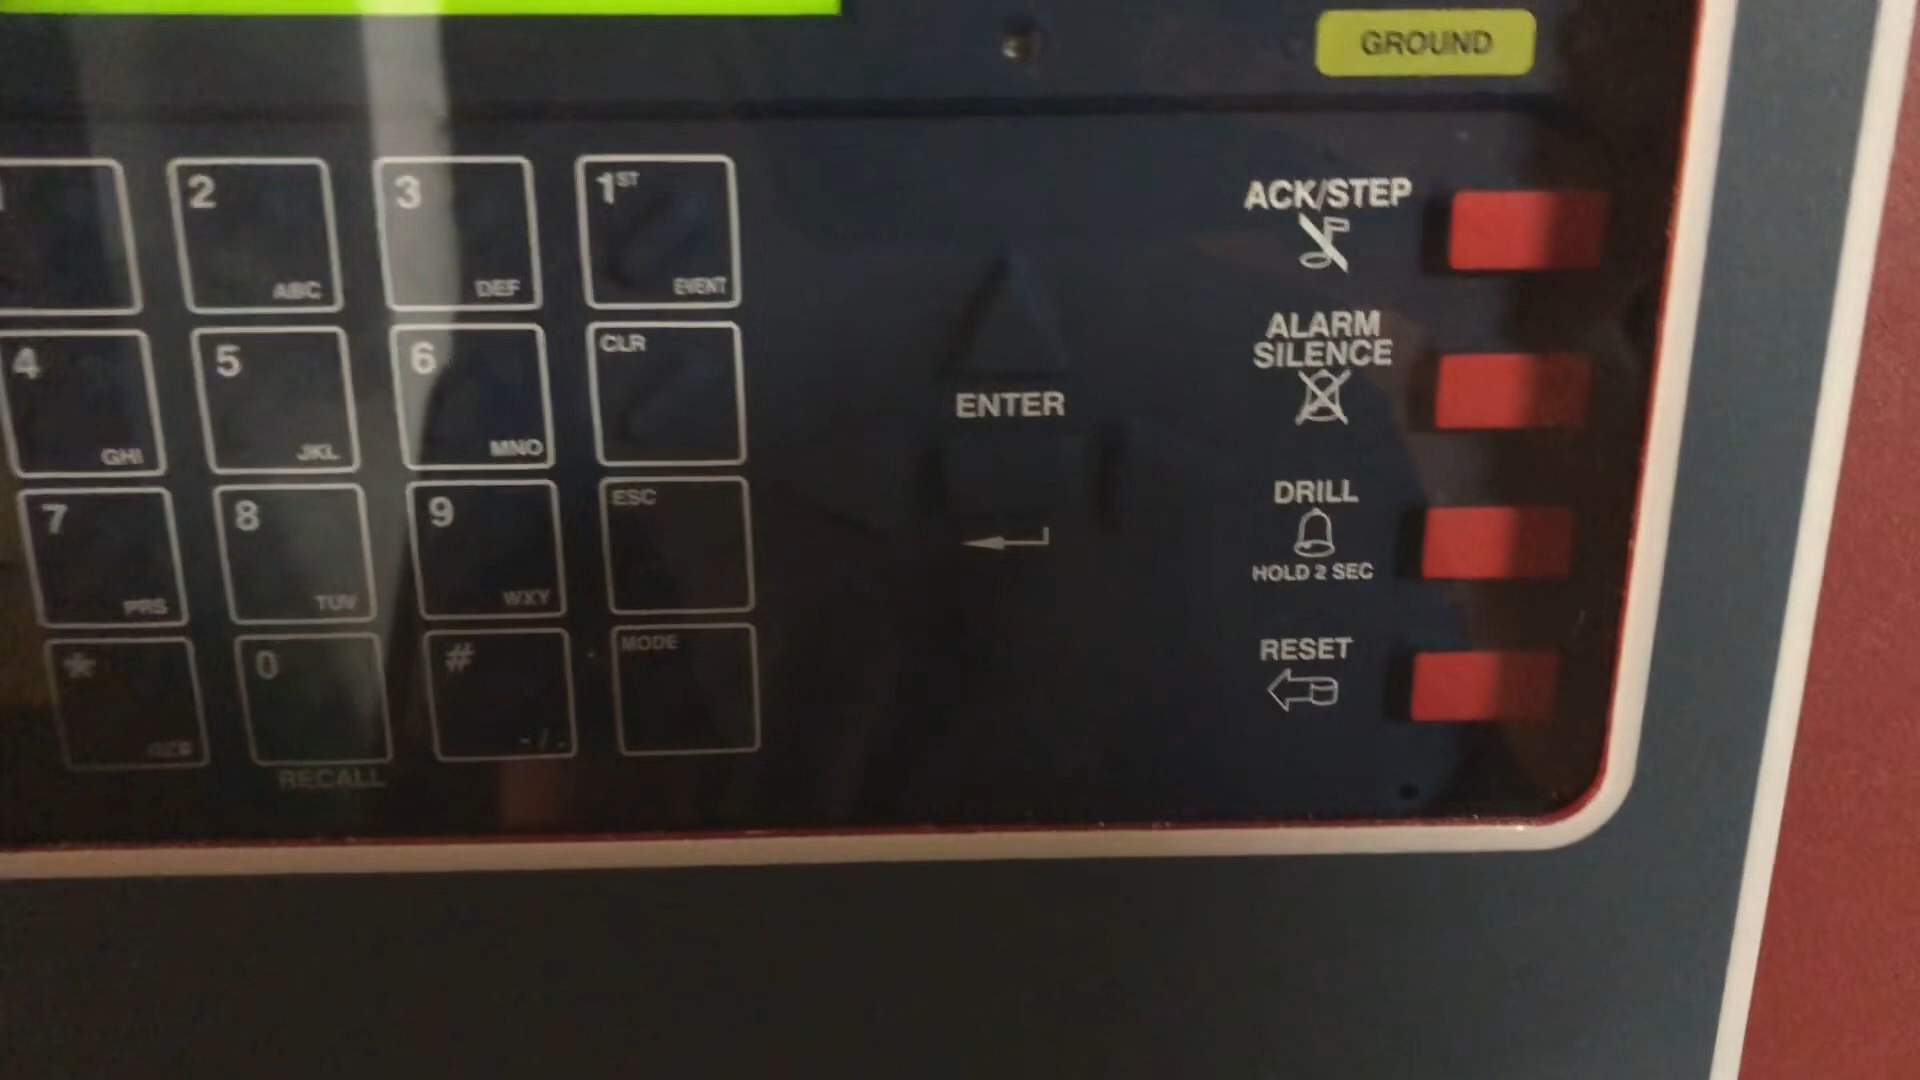 GROUND
2 ABC
3 DEF
1ST EVENT
ACK/STEP
4 GHI
5 JKL
6 MNO
CLR
ENTER
ALARM
SILENCE
7 PRS
8 TUV
9 WXY
ESC
DRILL
HOLD 2 SEC
*
0
#
- / .
MODE
RESET
RECALL